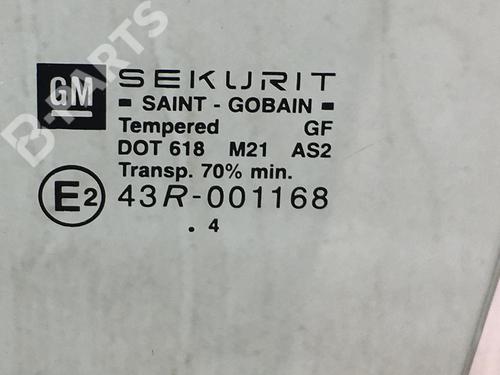 GM
SEKURIT
SAINT - GOBAIN
Tempered GF
DOT 618 M21 AS2
Transp. 70% min.
E2 43R-001168
. 4
B-PARTS